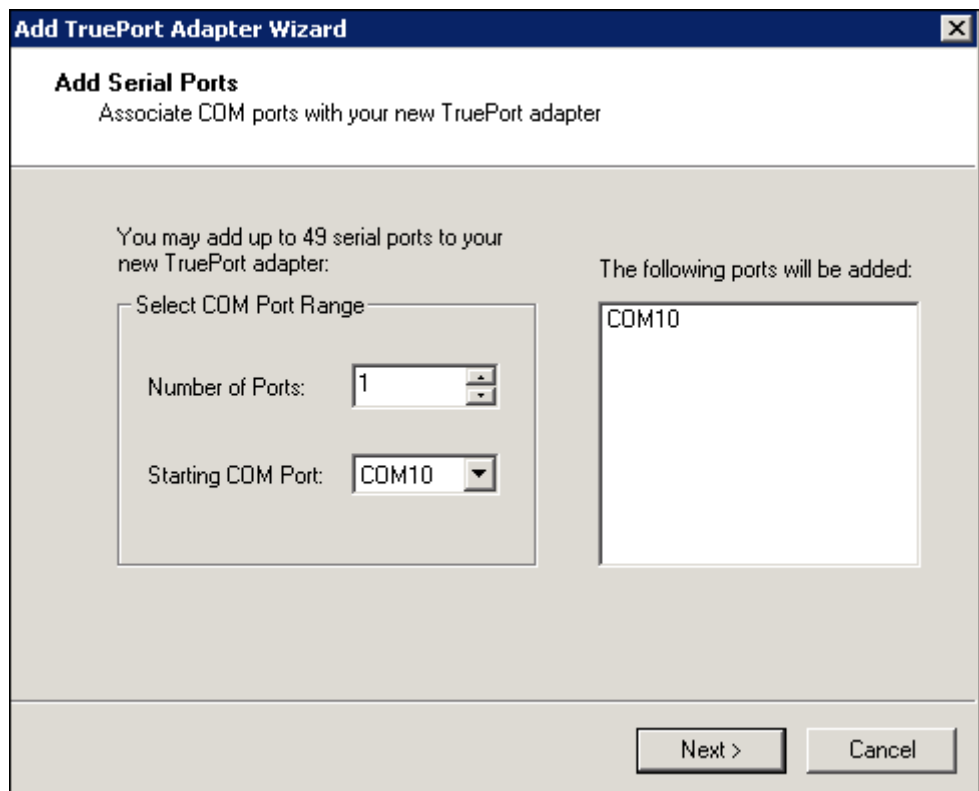 Add TruePort Adapter Wizard
Add Serial Ports
Associate COM ports with your new TruePort adapter
You may add up to 49 serial ports to your
new TruePort adapter:
Select COM Port Range
Number of Ports: 1
Starting COM Port: COM10
The following ports will be added:
COM10
Next >
Cancel